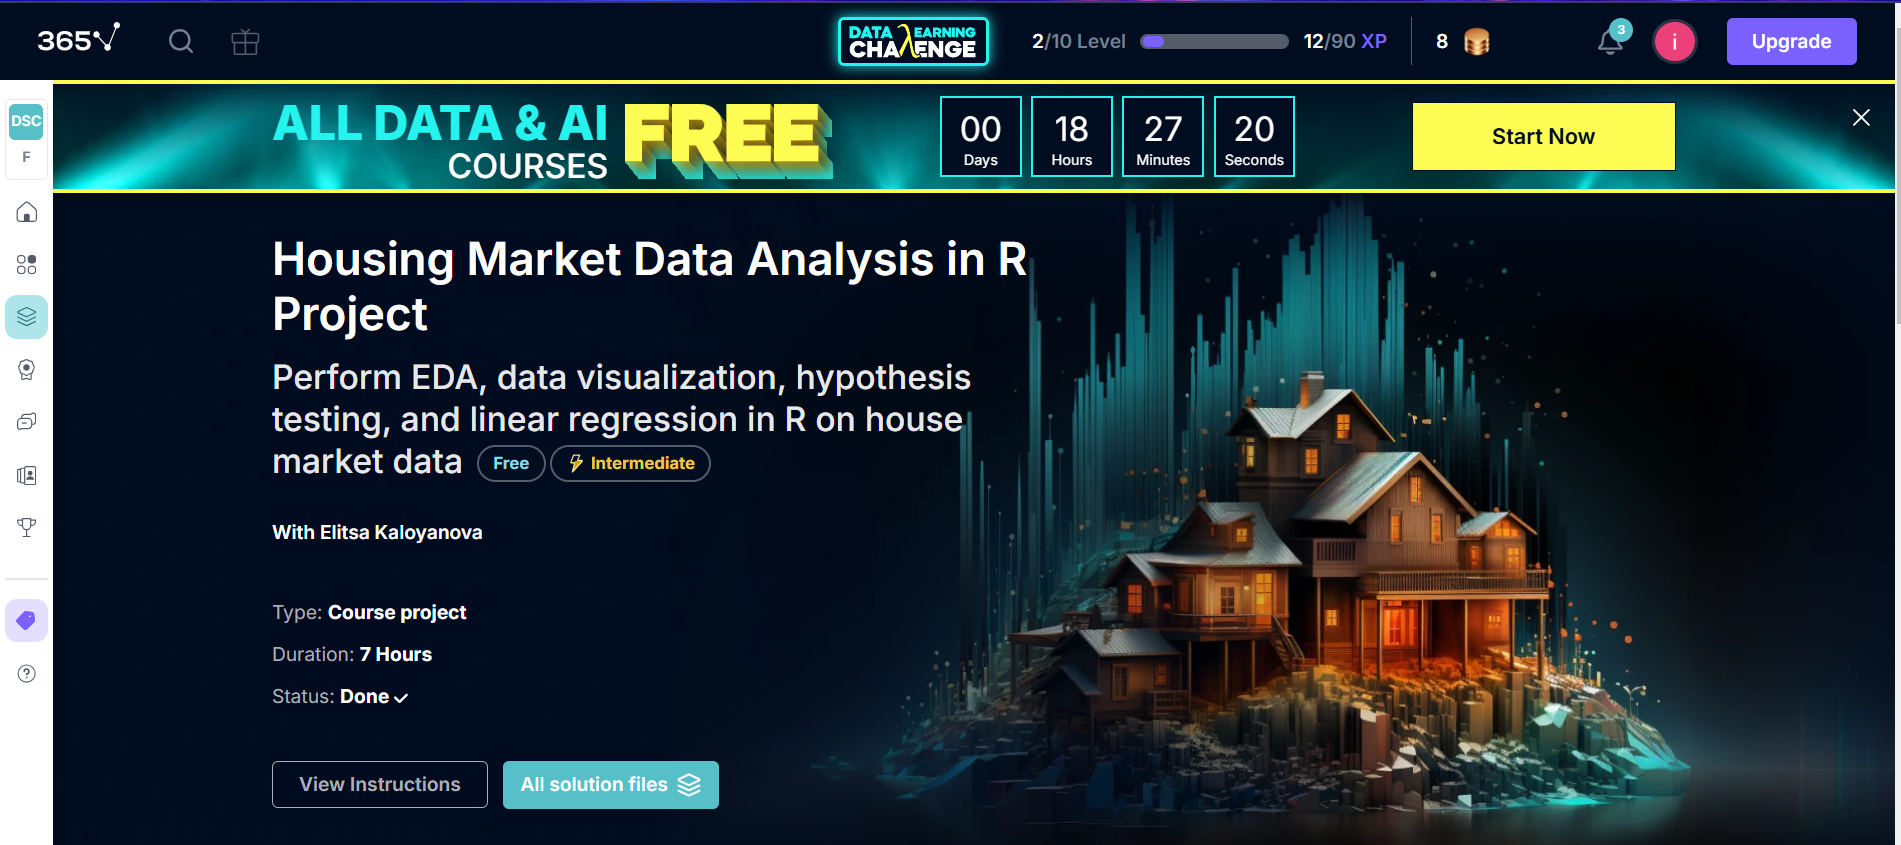 365
DATA LEARNING
CHALLENGE
2/10 Level
12/90 XP
8
3
i
Upgrade
DSC
F
ALL DATA & AI
COURSES
FREE
00
Days
18
Hours
27
Minutes
20
Seconds
Start Now
Housing Market Data Analysis in R
Project
Perform EDA, data visualization, hypothesis
testing, and linear regression in R on house
market data
Free
Intermediate
With Elitsa Kaloyanova
Type: Course project
Duration: 7 Hours
Status: Done
View Instructions
All solution files